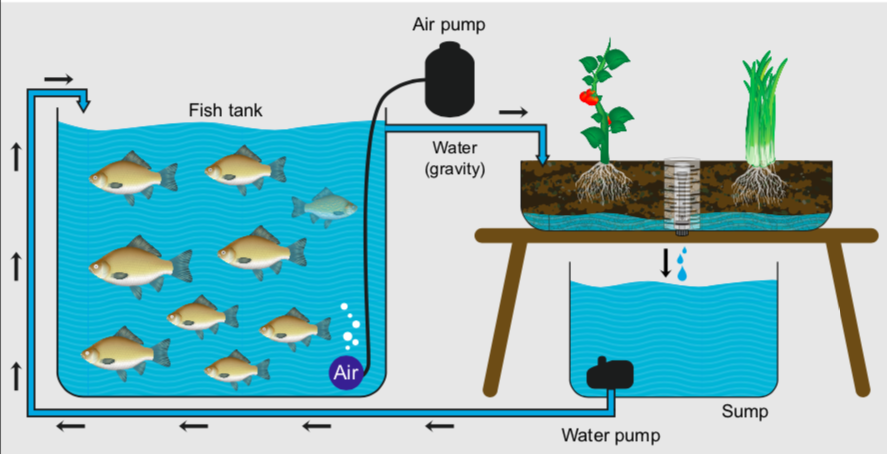 Air pump
Fish tank
Water
(gravity)
Air
Sump
Water pump